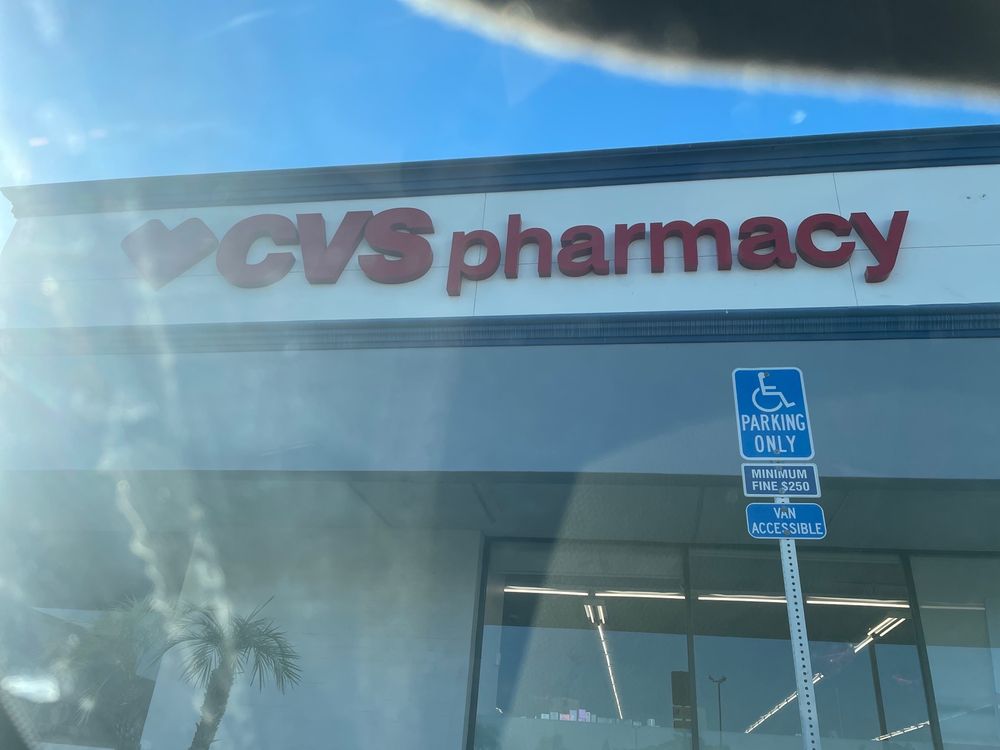 CVS pharmacy
PARKING
ONLY
MINIMUM
FINE $250
VAN
ACCESSIBLE